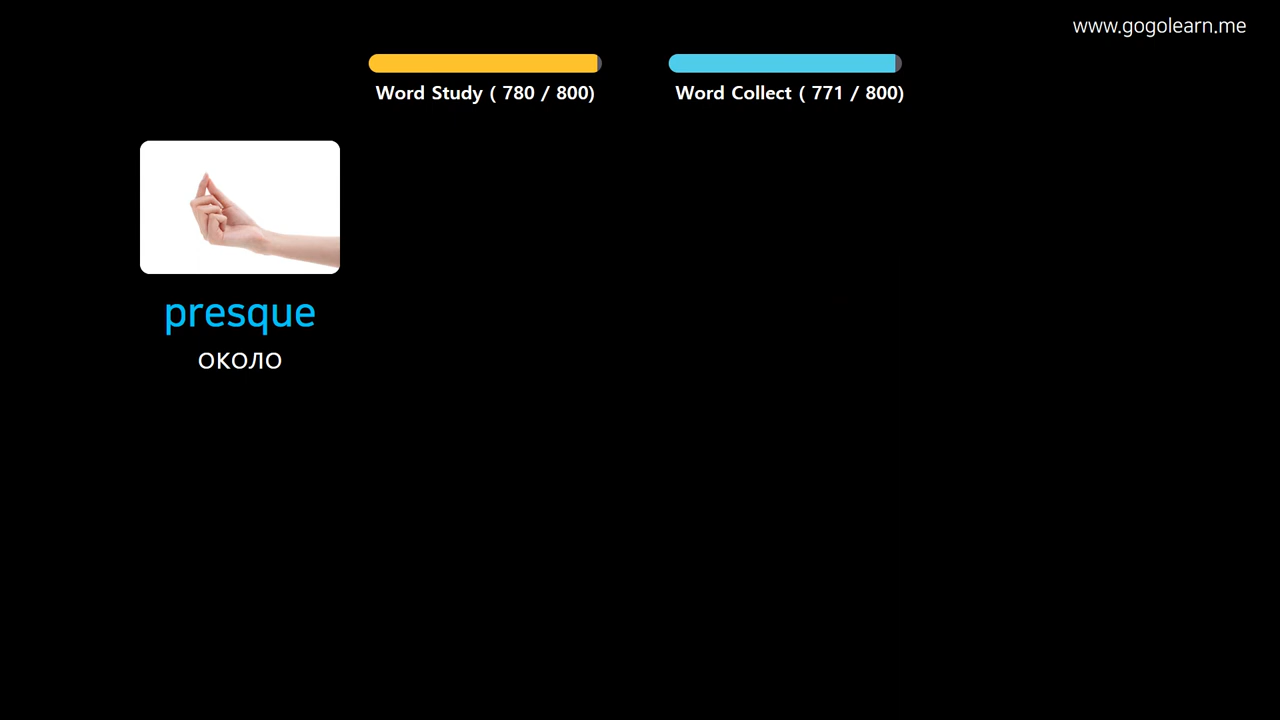 www.gogolearn.me
Word Study ( 780 / 800)
Word Collect ( 771 / 800)
presque
около